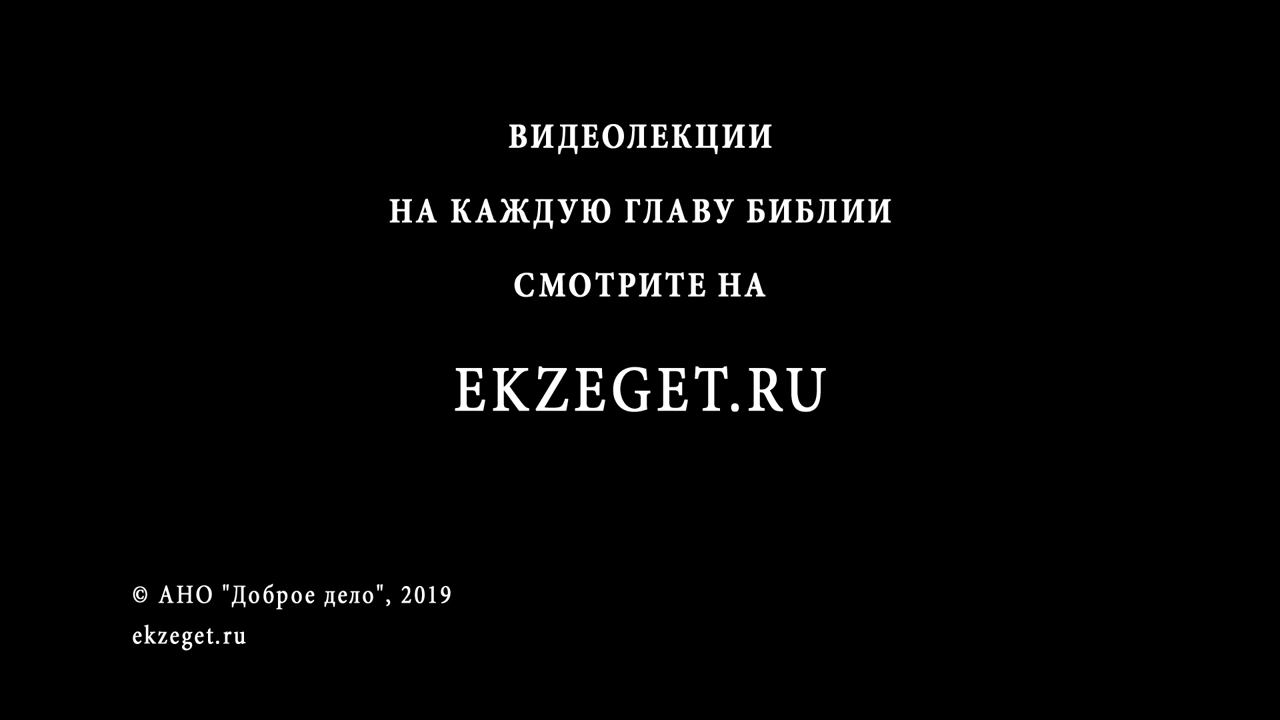 ВИДЕОЛЕКЦИИ
НА КАЖДУЮ ГЛАВУ БИБЛИИ
СМОТРИТЕ НА
EKZEGET.RU
© АНО "Доброе дело", 2019
ekzeget.ru